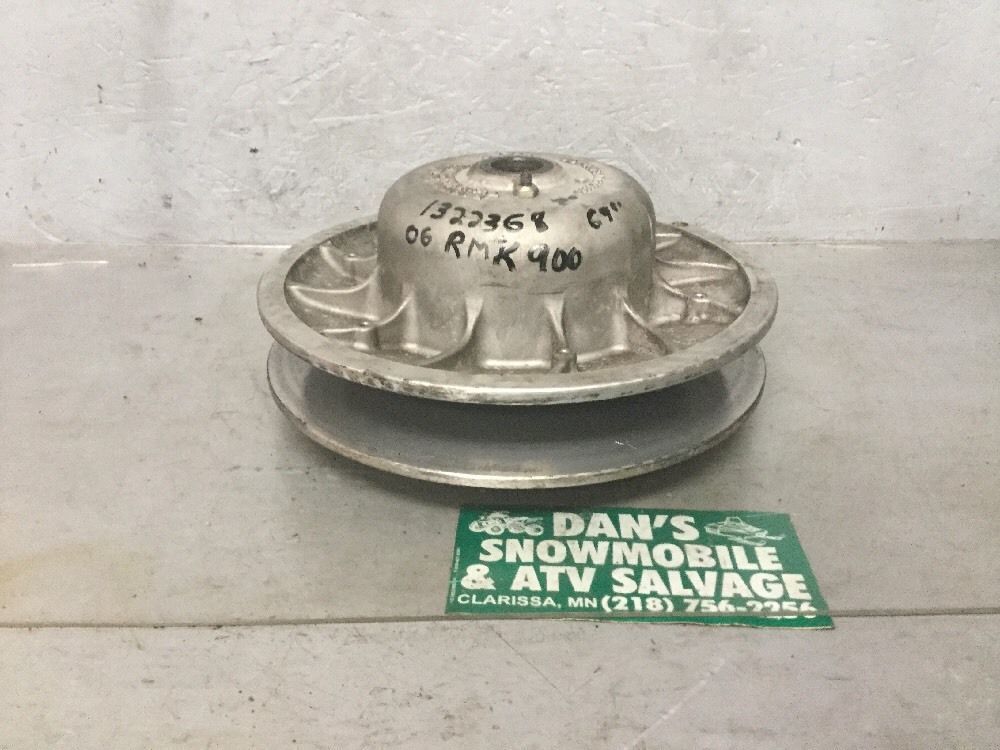 1322368
06 RMK 900
DAN'S
SNOWMOBILE
& ATV SALVAGE
CLARISSA, MN (218) 756-2256